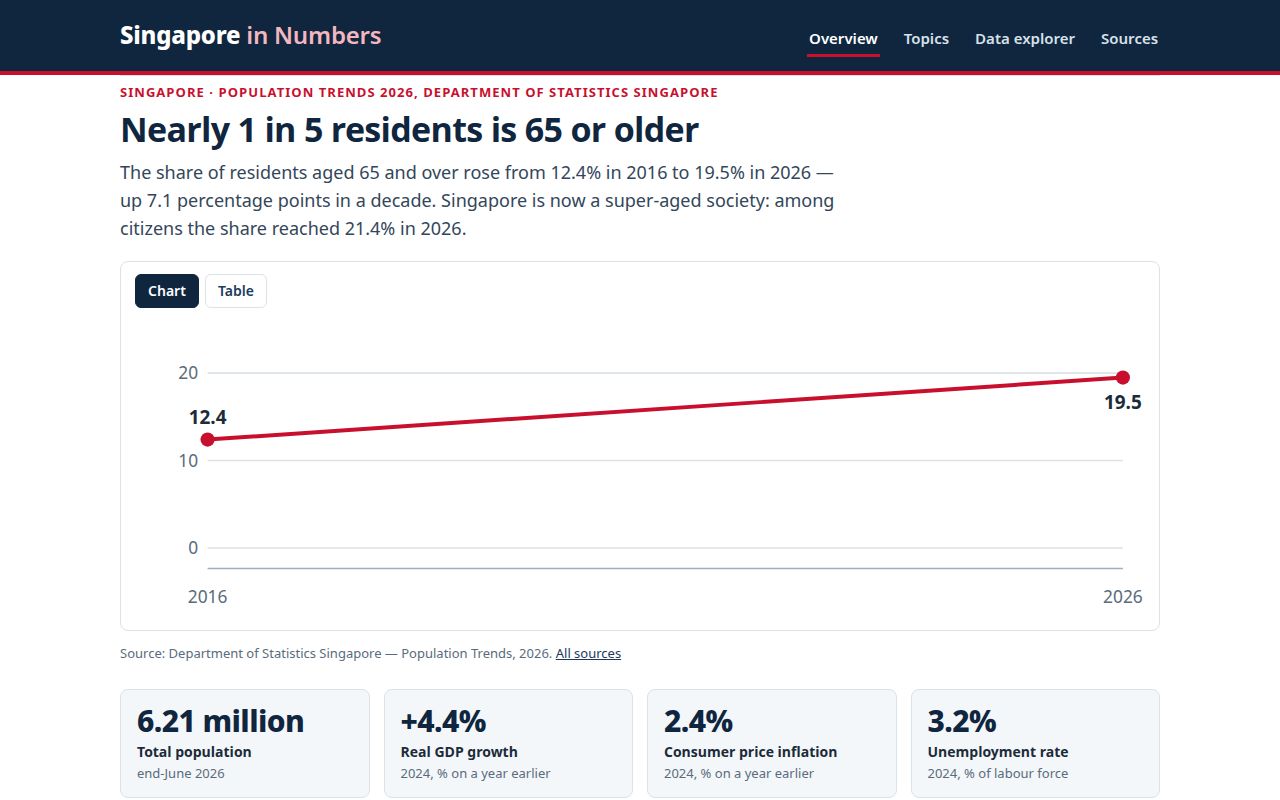 Singapore in Numbers
Overview Topics Data explorer Sources
SINGAPORE · POPULATION TRENDS 2026, DEPARTMENT OF STATISTICS SINGAPORE
Nearly 1 in 5 residents is 65 or older
The share of residents aged 65 and over rose from 12.4% in 2016 to 19.5% in 2026 —
up 7.1 percentage points in a decade. Singapore is now a super-aged society: among
citizens the share reached 21.4% in 2026.
Chart Table
20
12.4
19.5
10
0
2016 2026
Source: Department of Statistics Singapore — Population Trends, 2026. All sources
6.21 million
Total population
end-June 2026
+4.4%
Real GDP growth
2024, % on a year earlier
2.4%
Consumer price inflation
2024, % on a year earlier
3.2%
Unemployment rate
2024, % of labour force